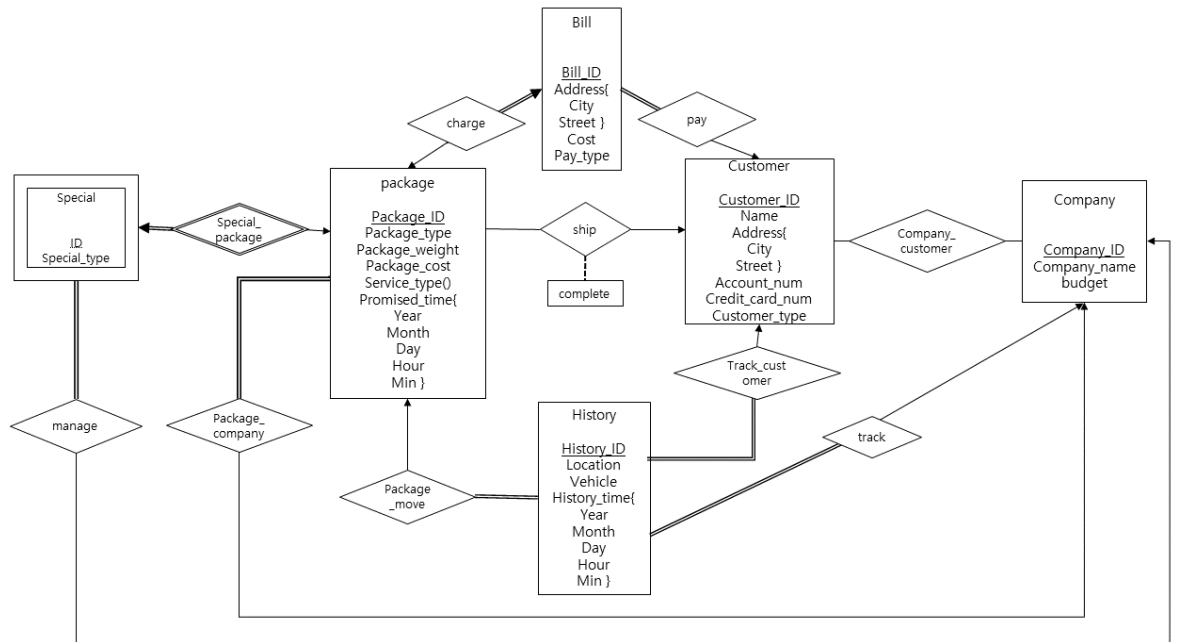 Bill
Bill_ID
Address{
City
Street }
Cost
Pay_type
charge
pay
Special
ID
Special_type
Special_
package
package
Package_ID
Package_type
Package_weight
Package_cost
Service_type()
Promised_time{
Year
Month
Day
Hour
Min }
ship
complete
Customer
Customer_ID
Name
Address{
City
Street }
Account_num
Credit_card_num
Customer_type
Company_
customer
Company
Company_ID
Company_name
budget
manage
Package_
company
Package
_move
History
History_ID
Location
Vehicle
History_time{
Year
Month
Day
Hour
Min }
Track_cust
omer
track